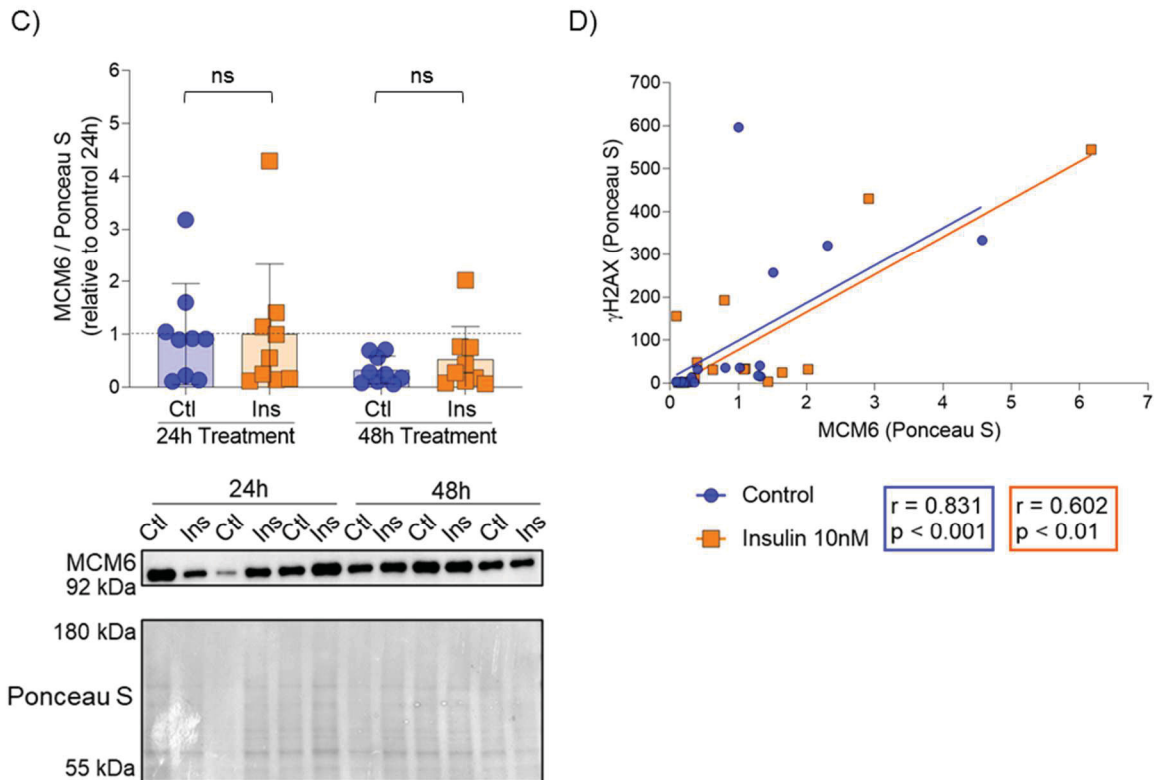 C)
MCM6 / Ponceau S
(relative to control 24h)
6
5
4
3
2
1
0
ns
ns
Ctl
Ins
Ctl
Ins
24h Treatment
48h Treatment
24h
48h
Ctl
Ins
Ctl
Ins
Ctl
Ins
Ctl
Ins
Ctl
Ins
Ctl
Ins
MCM6
92 kDa
180 kDa
Ponceau S
55 kDa
D)
γH2AX (Ponceau S)
700
600
500
400
300
200
100
0
0
1
2
3
4
5
6
7
MCM6 (Ponceau S)
Control
Insulin 10nM
r = 0.831
p < 0.001
r = 0.602
p < 0.01